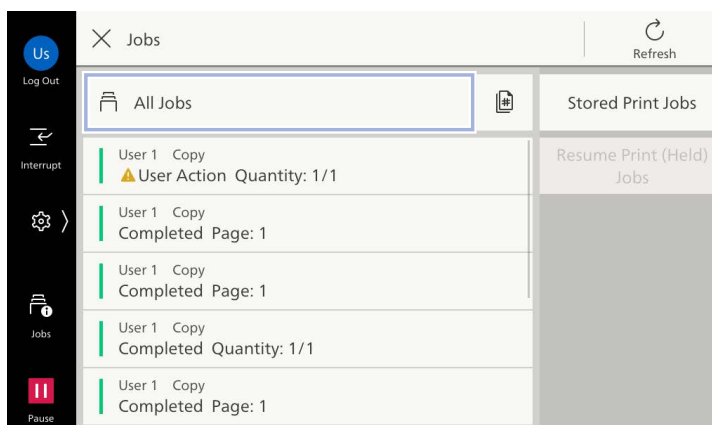 Us
Log Out
Interrupt
Jobs
Pause
Jobs
Refresh
All Jobs
#
Stored Print Jobs
Resume Print (Held)
Jobs
User 1 Copy
User Action Quantity: 1/1
User 1 Copy
Completed Page: 1
User 1 Copy
Completed Page: 1
User 1 Copy
Completed Quantity: 1/1
User 1 Copy
Completed Page: 1